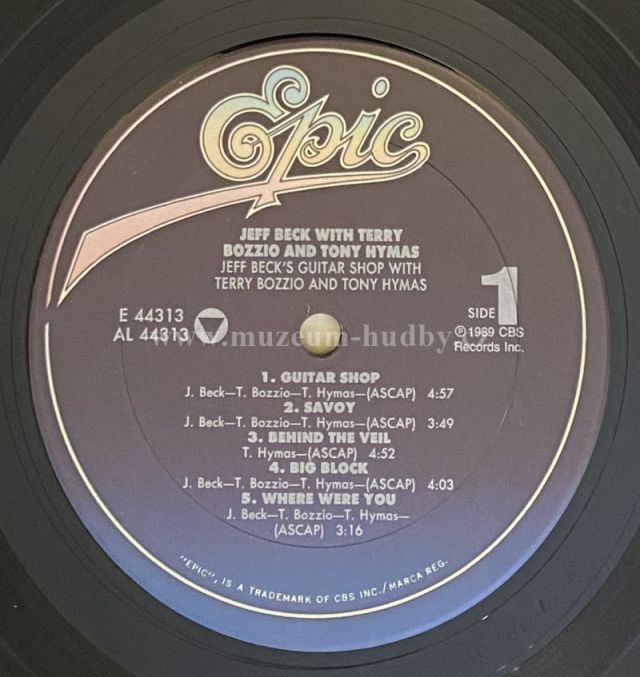 Epic
JEFF BECK WITH TERRY
BOZZIO AND TONY HYMAS
JEFF BECK'S GUITAR SHOP WITH
TERRY BOZZIO AND TONY HYMAS
E 44313
AL 44313
SIDE 1
℗1989 CBS
Records Inc.
www.muzeum-hudby
1. GUITAR SHOP
J. Beck—T. Bozzio—T. Hymas—(ASCAP) 4:57
2. SAVOY
J. Beck—T. Bozzio—T. Hymas—(ASCAP) 3:49
3. BEHIND THE VEIL
T. Hymas—(ASCAP) 4:52
4. BIG BLOCK
J. Beck—T. Bozzio—T. Hymas—(ASCAP) 4:03
5. WHERE WERE YOU
J. Beck—T. Bozzio—T. Hymas—
(ASCAP) 3:16
"EPIC", IS A TRADEMARK OF CBS INC./MARCA REG.